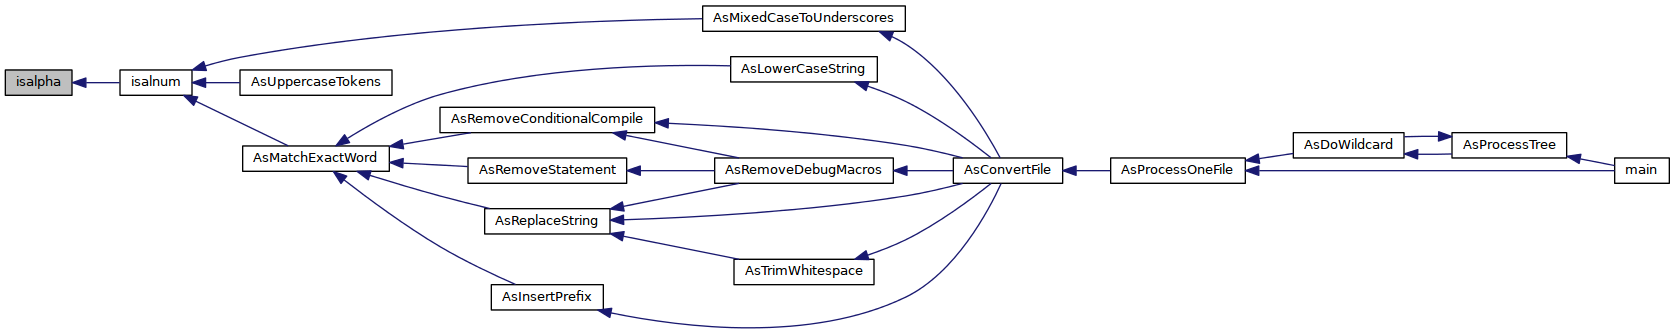 AsMixedCaseToUnderscores
AsLowerCaseString
isalpha
isalnum
AsUppercaseTokens
AsRemoveConditionalCompile
AsDoWildcard
AsProcessTree
AsMatchExactWord
AsRemoveStatement
AsRemoveDebugMacros
AsConvertFile
AsProcessOneFile
main
AsReplaceString
AsTrimWhitespace
AsInsertPrefix